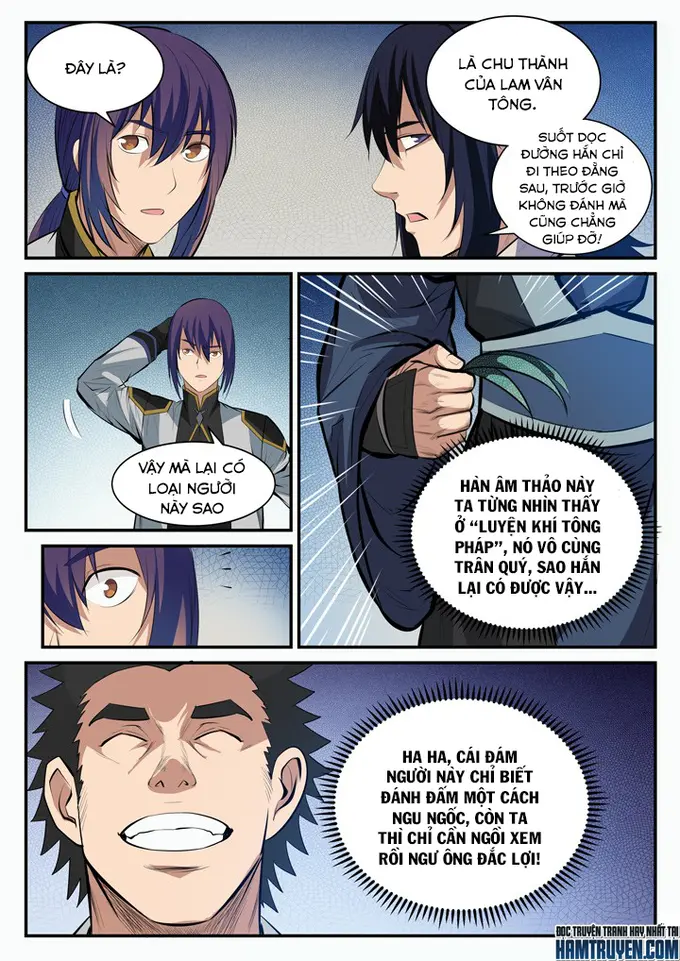 ĐÂY LÀ?
LÀ CHU THÀNH
CỦA LAM VÂN
TÔNG.
SUỐT DỌC
ĐƯỜNG HẮN CHỈ
ĐI THEO ĐẰNG
SAU, TRƯỚC GIỜ
KHÔNG ĐÁNH MÀ
CŨNG CHẲNG
GIÚP ĐỠ!
VẬY MÀ LẠI CÓ
LOẠI NGƯỜI
NÀY SAO
HÀN ÂM THẢO NÀY
TA TỪNG NHÌN THẤY
Ở “LUYỆN KHÍ TÔNG
PHÁP”, NÓ VÔ CÙNG
TRÂN QUÝ, SAO HẮN
LẠI CÓ ĐƯỢC VẬY...
HA HA, CÁI ĐÁM
NGƯỜI NÀY CHỈ BIẾT
ĐÁNH ĐẤM MỘT CÁCH
NGU NGỐC, CÒN TA
THÌ CHỈ CẦN NGỒI XEM
RỒI NGƯ ÔNG ĐẮC LỢI!
ĐỌC TRUYỆN TRANH HAY NHẤT TẠI
HAMTRUYEN.COM